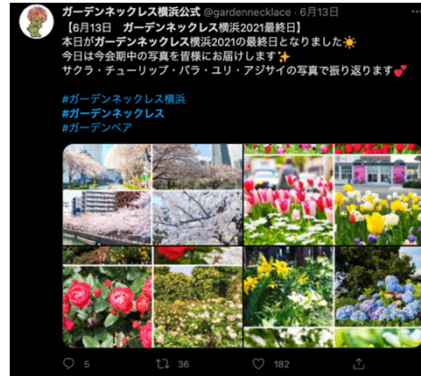 ガーデンネックレス横浜公式 @gardennecklace · 6月13日
【6月13日　ガーデンネックレス横浜2021最終日】
本日がガーデンネックレス横浜2021の最終日となりました☀️
今日は今会期中の写真を皆様にお届けします✨
サクラ・チューリップ・バラ・ユリ・アジサイの写真で振り返ります💕
#ガーデンネックレス横浜
#ガーデンネックレス
#ガーデンベア
5 36 182